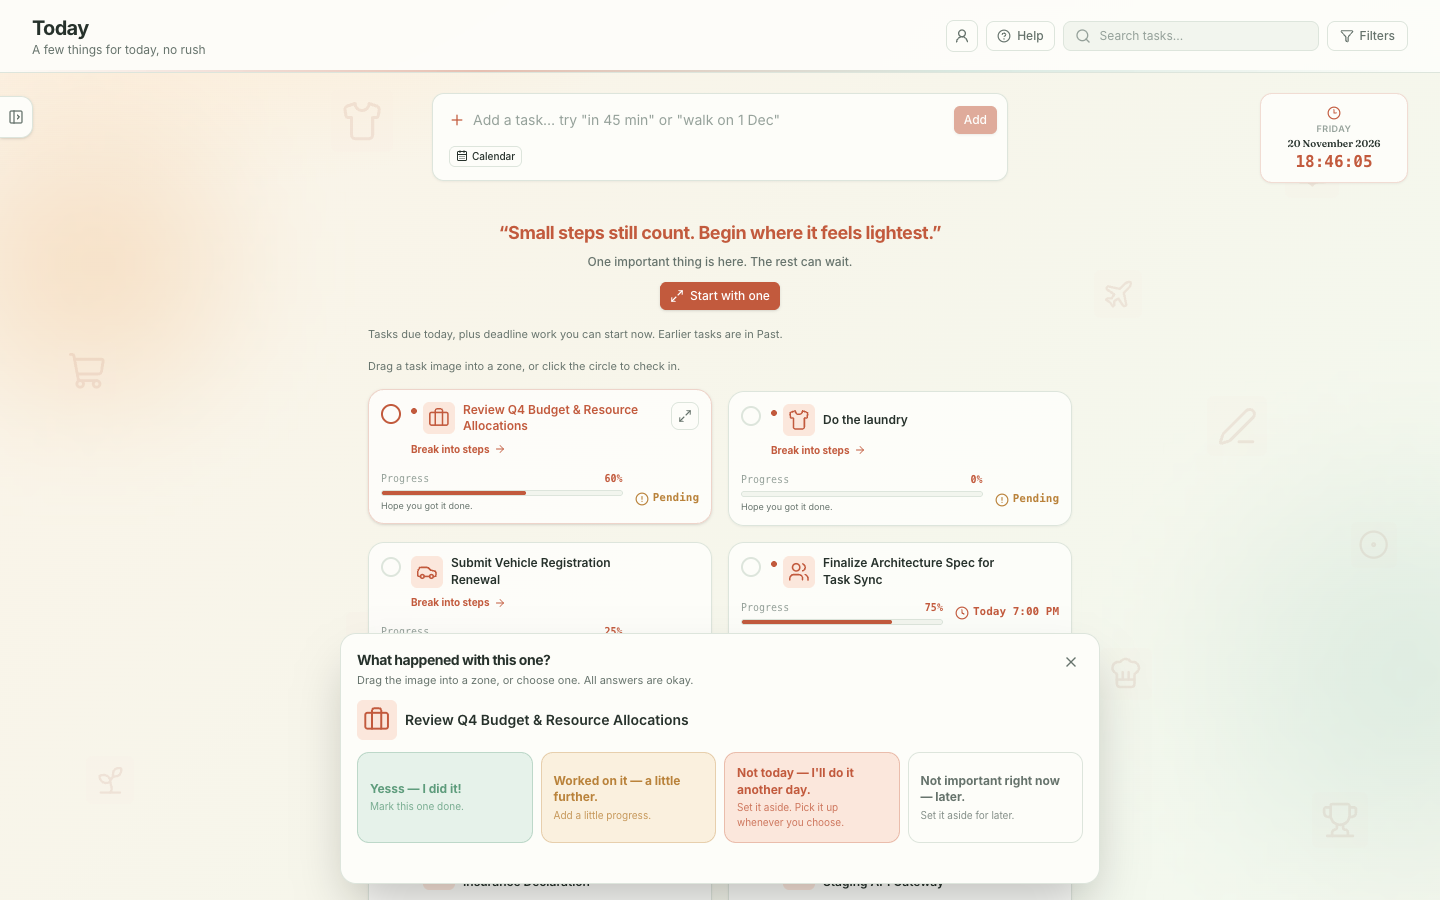 Today
A few things for today, no rush
Help
Search tasks...
Filters
Add a task... try "in 45 min" or "walk on 1 Dec"
Add
Calendar
FRIDAY
20 November 2026
18:46:05
“Small steps still count. Begin where it feels lightest.”
One important thing is here. The rest can wait.
Start with one
Tasks due today, plus deadline work you can start now. Earlier tasks are in Past.
Drag a task image into a zone, or click the circle to check in.
Review Q4 Budget & Resource
Allocations
Break into steps →
Progress
60%
Hope you got it done.
Pending
Do the laundry
Break into steps →
Progress
0%
Hope you got it done.
Pending
Submit Vehicle Registration
Renewal
Break into steps →
Progress
25%
Finalize Architecture Spec for
Task Sync
Progress
75%
Today 7:00 PM
What happened with this one?
Drag the image into a zone, or choose one. All answers are okay.
Review Q4 Budget & Resource Allocations
Yesss — I did it!
Mark this one done.
Worked on it — a little
further.
Add a little progress.
Not today — I'll do it
another day.
Set it aside. Pick it up
whenever you choose.
Not important right now
— later.
Set it aside for later.
Insurance Declaration
Staging API Gateway